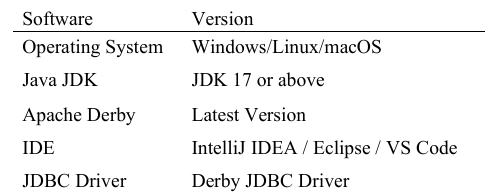 Software Version
Operating System Windows/Linux/macOS
Java JDK JDK 17 or above
Apache Derby Latest Version
IDE IntelliJ IDEA / Eclipse / VS Code
JDBC Driver Derby JDBC Driver